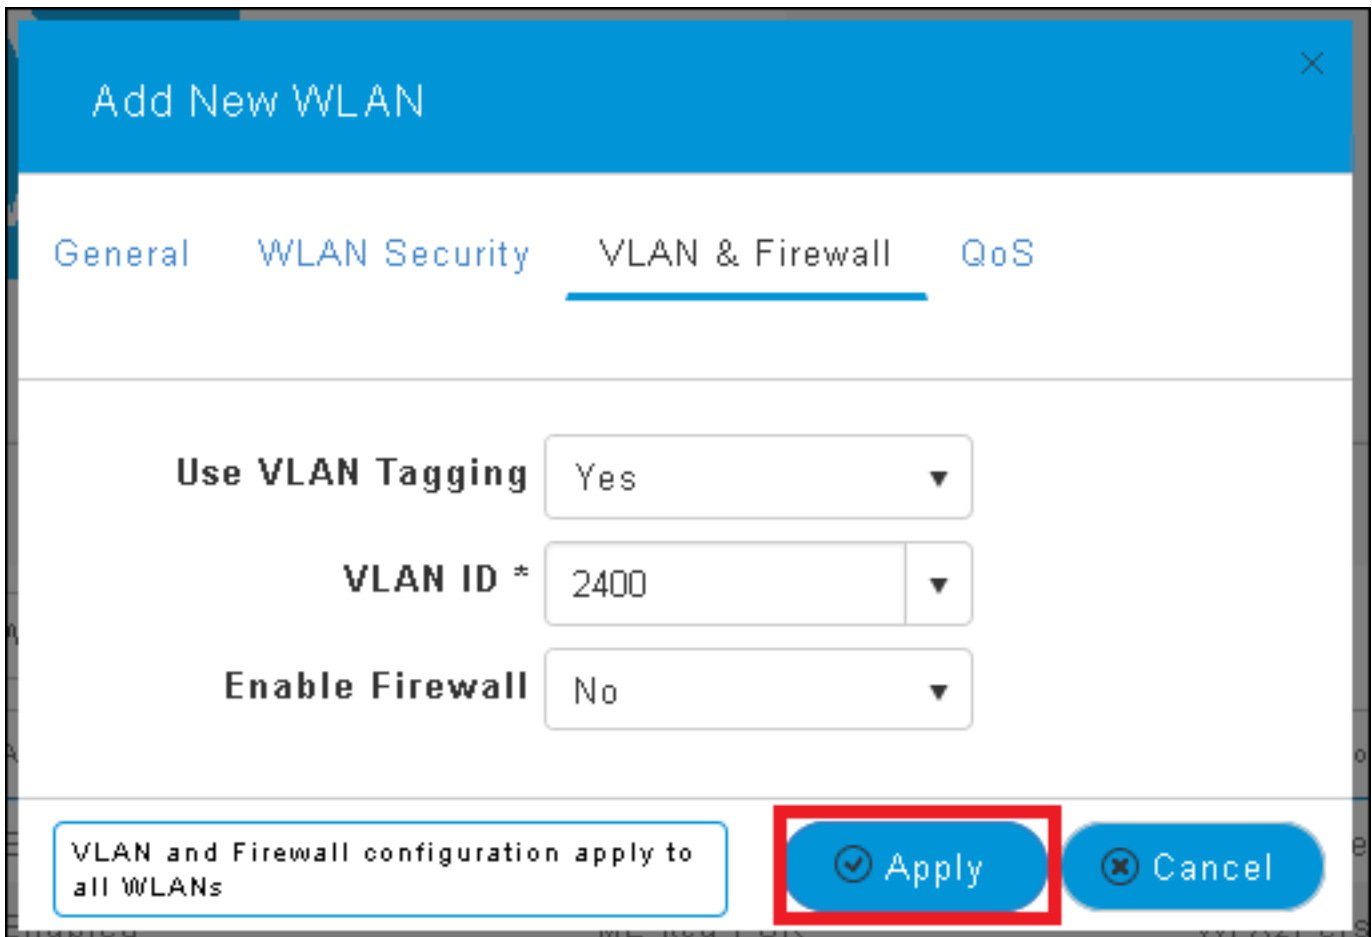 Add New WLAN
General WLAN Security VLAN & Firewall QoS
Use VLAN Tagging Yes
VLAN ID * 2400
Enable Firewall No
VLAN and Firewall configuration apply to
all WLANs
Apply Cancel